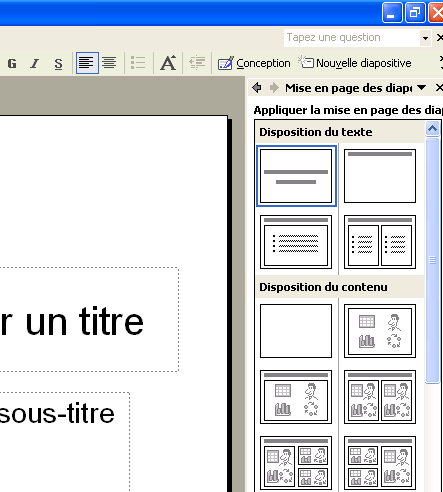 Tapez une question
G I S A Conception Nouvelle diapositive
Mise en page des diap
Appliquer la mise en page des dia
Disposition du texte
r un titre
Disposition du contenu
sous-titre